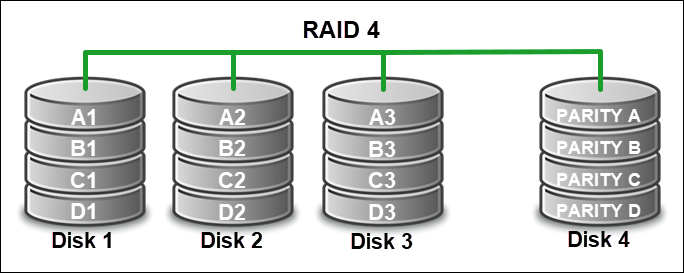 RAID 4
A1 A2 A3 PARITY A
B1 B2 B3 PARITY B
C1 C2 C3 PARITY C
D1 D2 D3 PARITY D
Disk 1 Disk 2 Disk 3 Disk 4